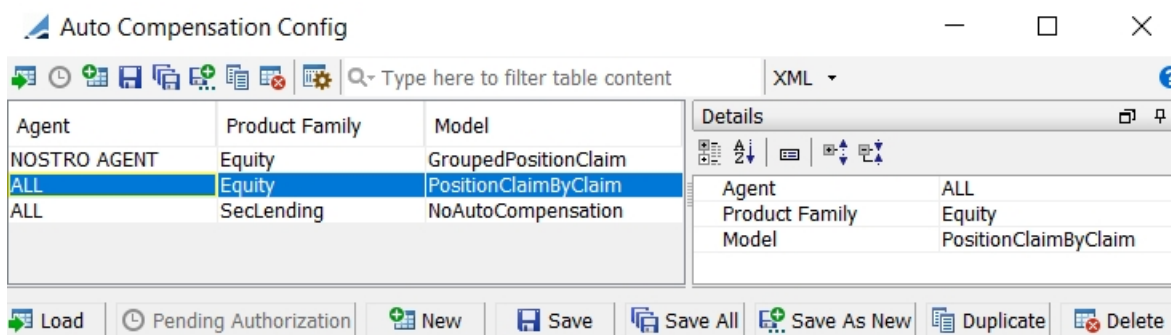 Auto Compensation Config
Type here to filter table content XML
Agent Product Family Model
NOSTRO AGENT Equity GroupedPositionClaim
ALL Equity PositionClaimByClaim
ALL SecLending NoAutoCompensation
Details
Agent ALL
Product Family Equity
Model PositionClaimByClaim
Load Pending Authorization New Save Save All Save As New Duplicate Delete